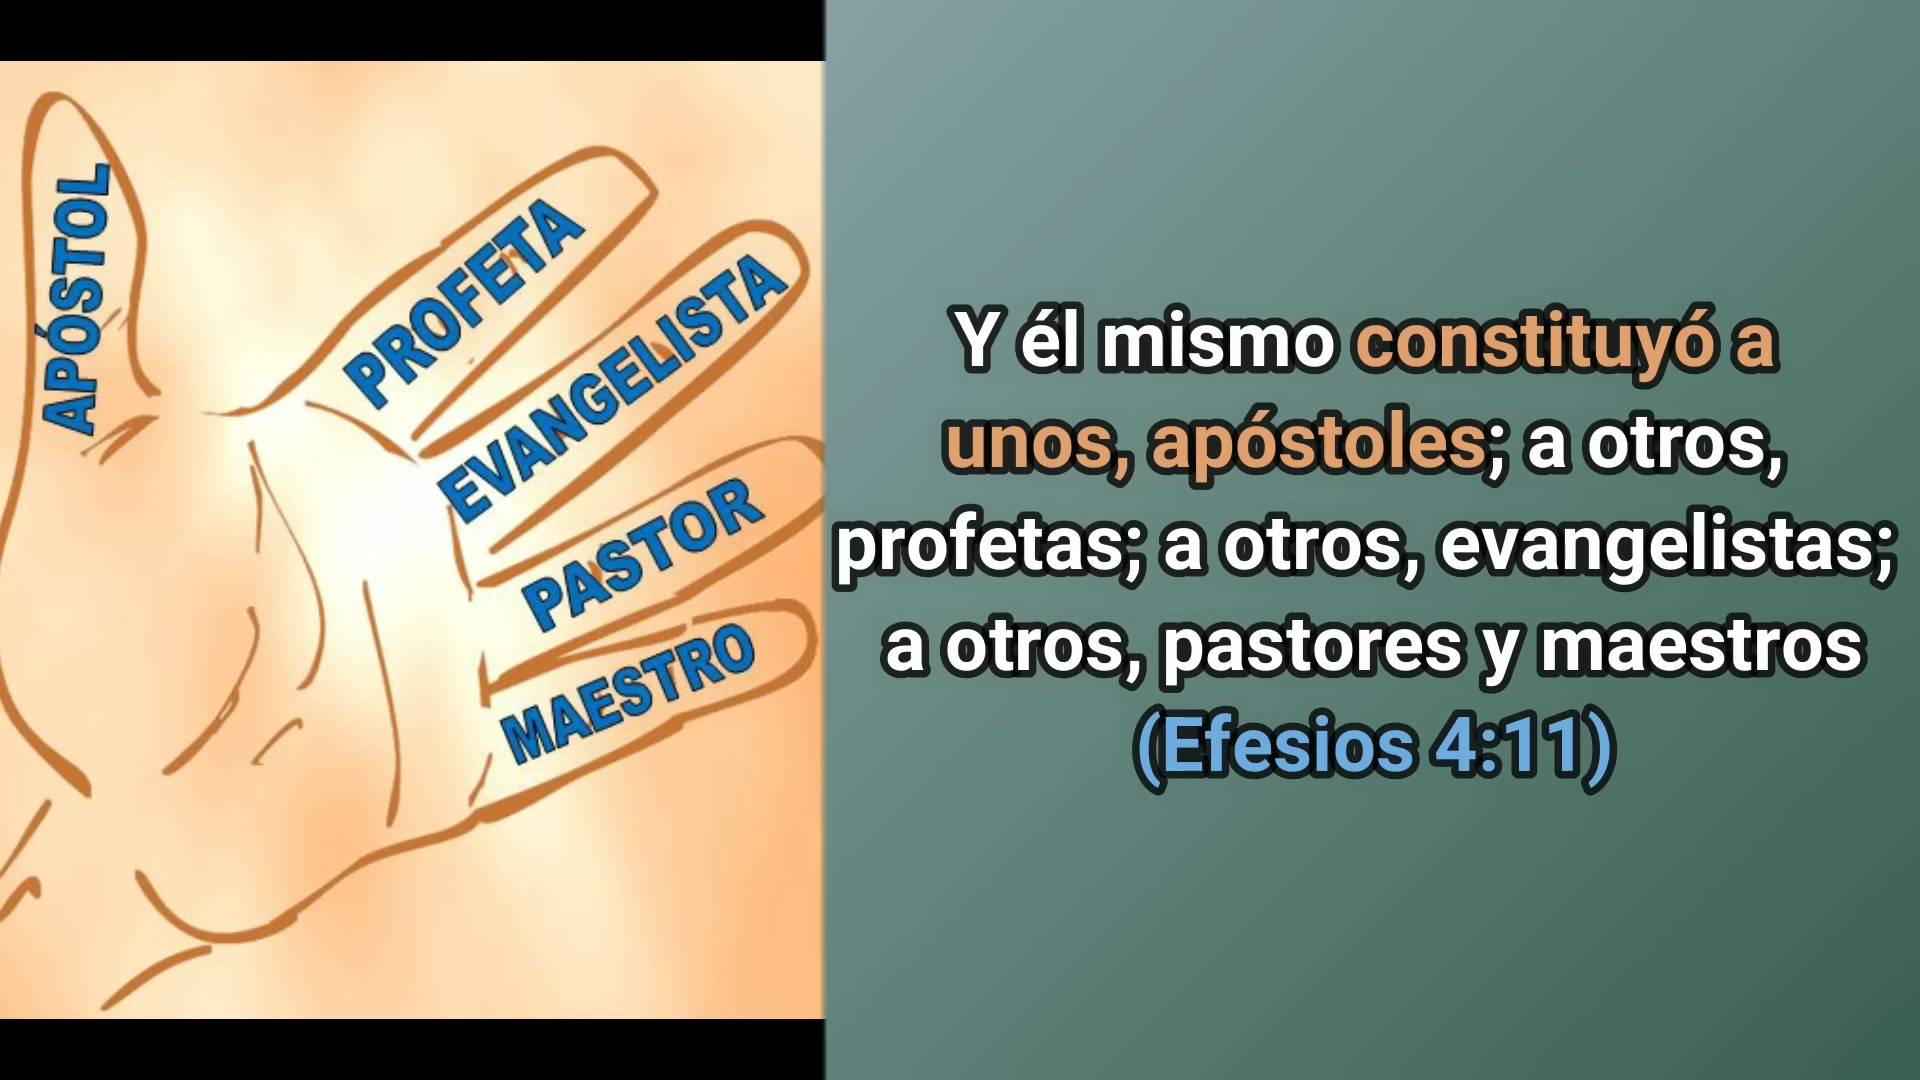 APÓSTOL
PROFETA
EVANGELISTA
PASTOR
MAESTRO
Y él mismo constituyó a
unos, apóstoles; a otros,
profetas; a otros, evangelistas;
a otros, pastores y maestros
(Efesios 4:11)